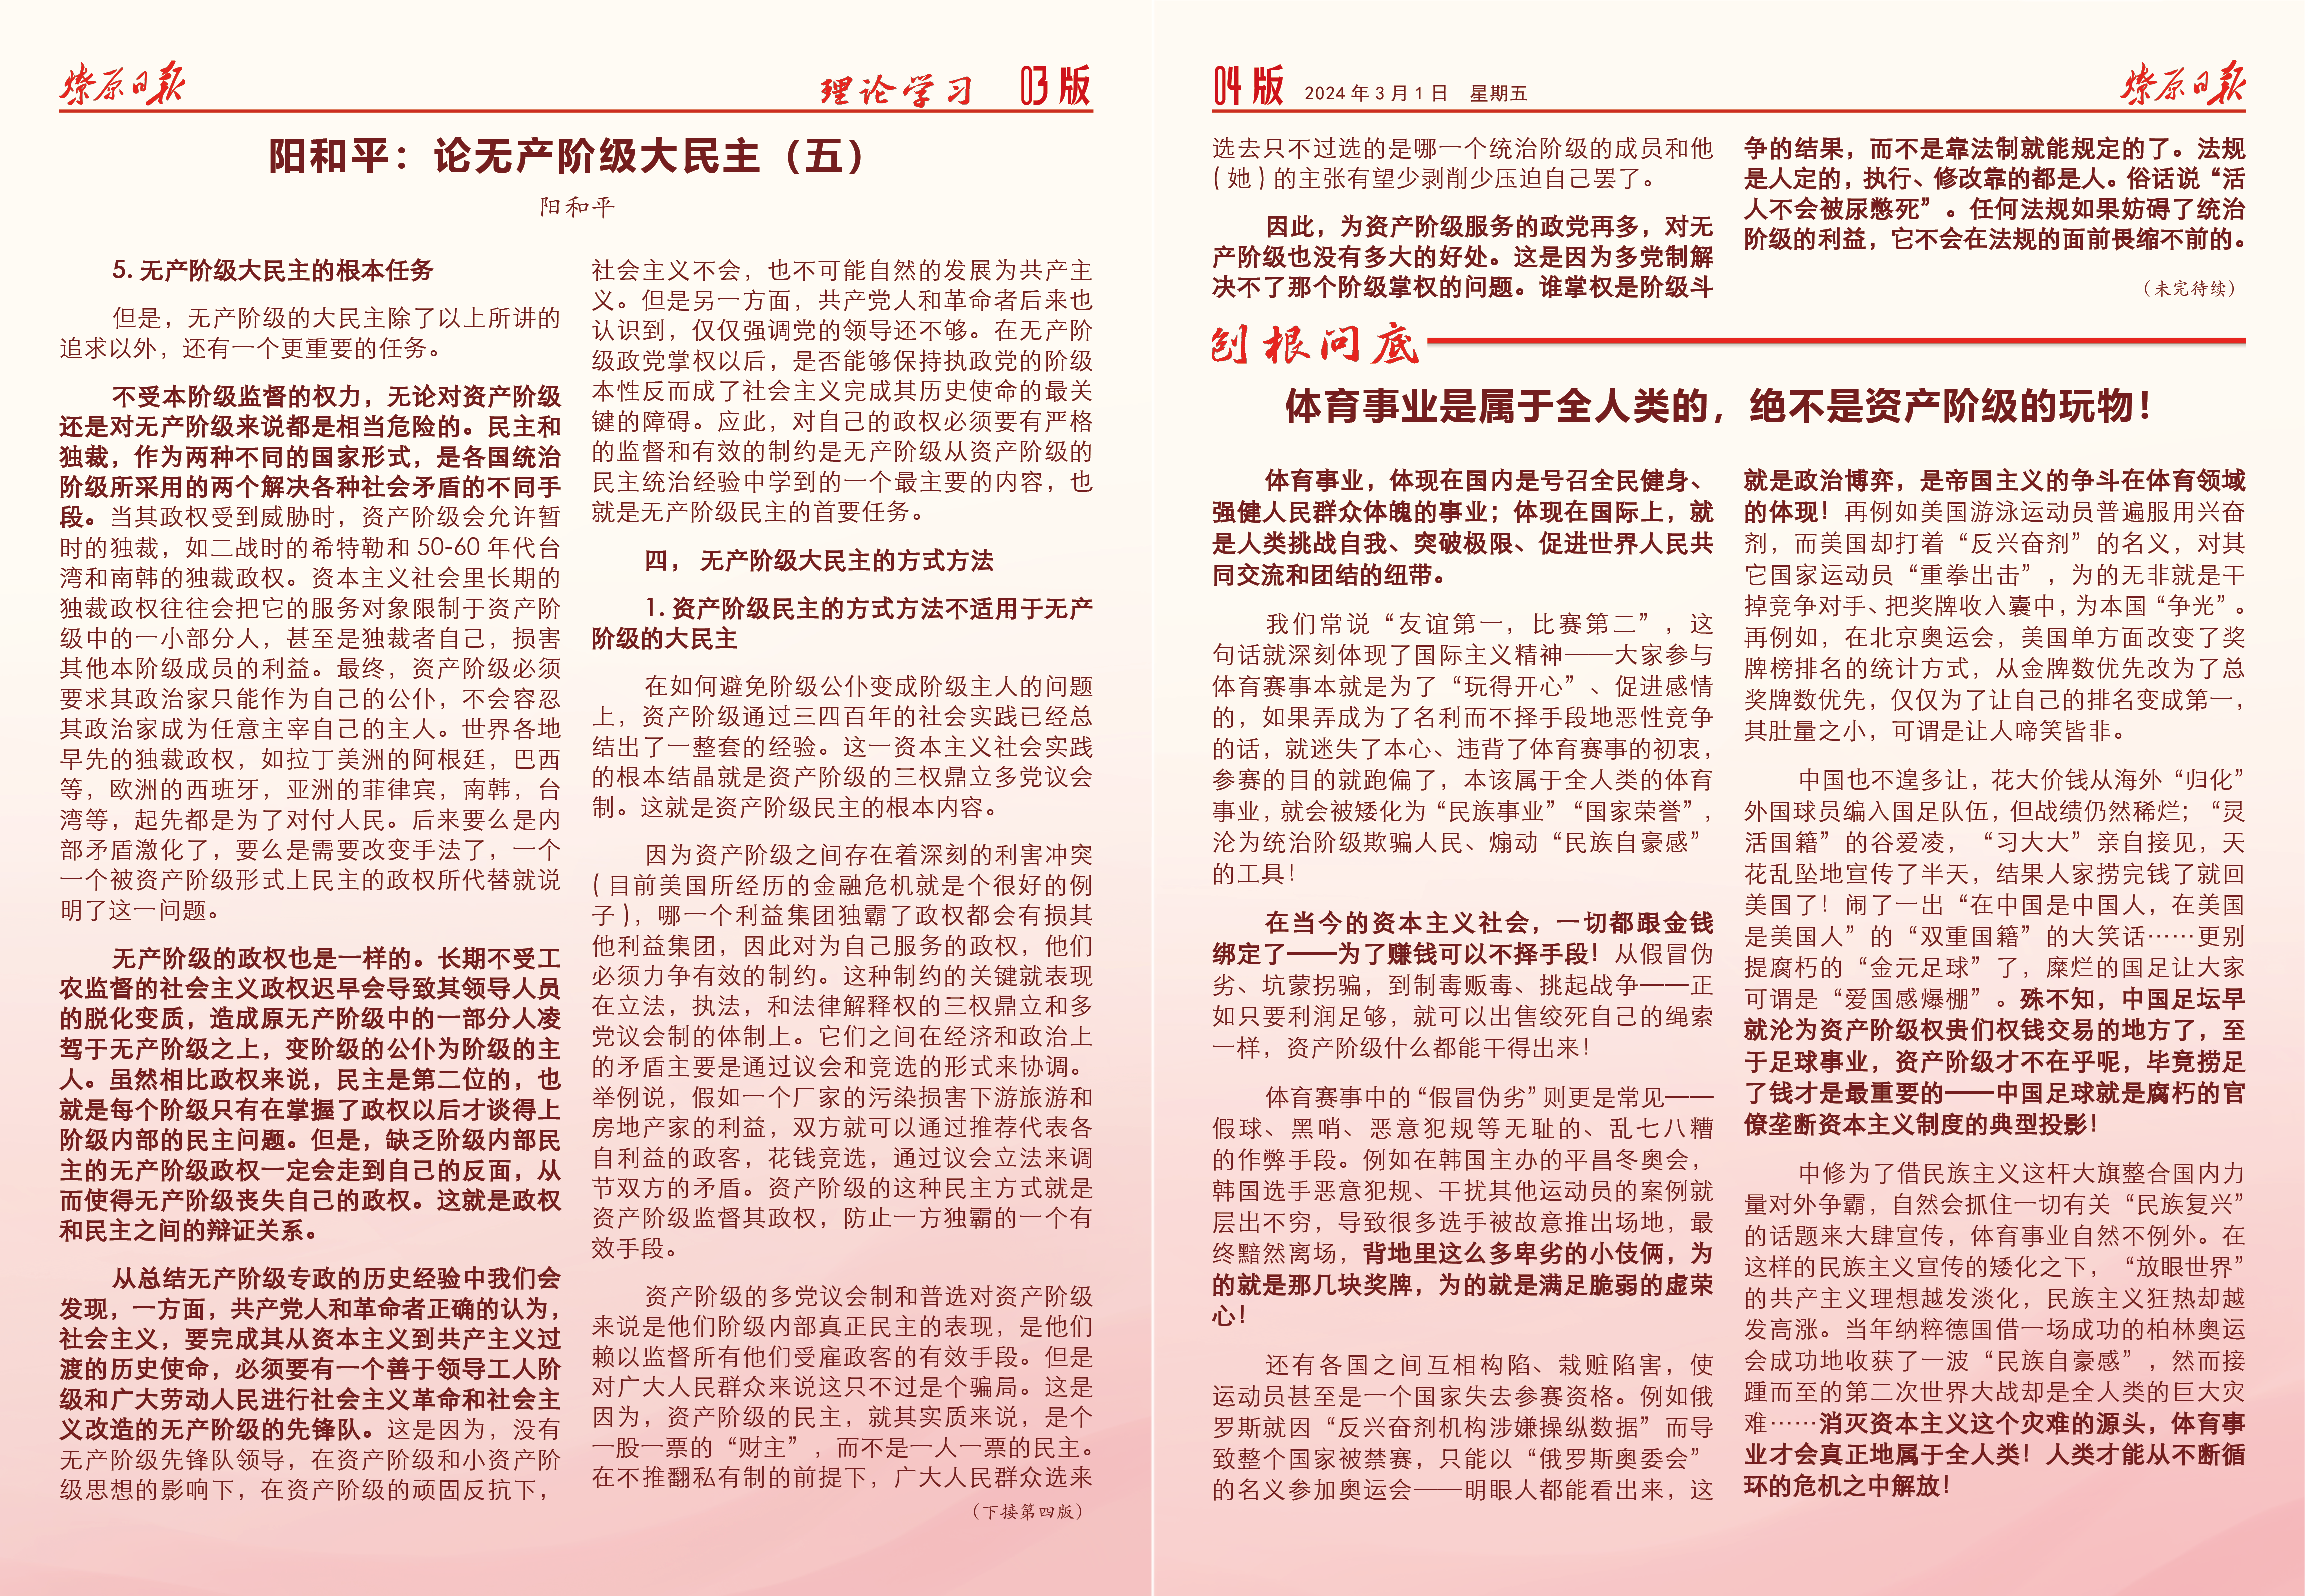 燎原日报
理论学习
03版
阳和平：论无产阶级大民主（五）
阳和平
5. 无产阶级大民主的根本任务
但是，无产阶级的大民主除了以上所讲的
追求以外，还有一个更重要的任务。
不受本阶级监督的权力，无论对资产阶级
还是对无产阶级来说都是相当危险的。民主和
独裁，作为两种不同的国家形式，是各国统治
阶级所采用的两个解决各种社会矛盾的不同手
段。当其政权受到威胁时，资产阶级会允许暂
时的独裁，如二战时的希特勒和 50-60 年代台
湾和南韩的独裁政权。资本主义社会里长期的
独裁政权往往会把它的服务对象限制于资产阶
级中的一小部分人，甚至是独裁者自己，损害
其他本阶级成员的利益。最终，资产阶级必须
要求其政治家只能作为自己的公仆，不会容忍
其政治家成为任意主宰自己的主人。世界各地
早先的独裁政权，如拉丁美洲的阿根廷，巴西
等，欧洲的西班牙，亚洲的菲律宾，南韩，台
湾等，起先都是为了对付人民。后来要么是内
部矛盾激化了，要么是需要改变手法了，一个
一个被资产阶级形式上民主的政权所代替就说
明了这一问题。
无产阶级的政权也是一样的。长期不受工
农监督的社会主义政权迟早会导致其领导人员
的脱化变质，造成原无产阶级中的一部分人凌
驾于无产阶级之上，变阶级的公仆为阶级的主
人。虽然相比政权来说，民主是第二位的，也
就是每个阶级只有在掌握了政权以后才谈得上
阶级内部的民主问题。但是，缺乏阶级内部民
主的无产阶级政权一定会走到自己的反面，从
而使得无产阶级丧失自己的政权。这就是政权
和民主之间的辩证关系。
从总结无产阶级专政的历史经验中我们会
发现，一方面，共产党人和革命者正确的认为，
社会主义，要完成其从资本主义到共产主义过
渡的历史使命，必须要有一个善于领导工人阶
级和广大劳动人民进行社会主义革命和社会主
义改造的无产阶级的先锋队。这是因为，没有
无产阶级先锋队领导，在资产阶级和小资产阶
级思想的影响下，在资产阶级的顽固反抗下，
社会主义不会，也不可能自然的发展为共产主
义。但是另一方面，共产党人和革命者后来也
认识到，仅仅强调党的领导还不够。在无产阶
级政党掌权以后，是否能够保持执政党的阶级
本性反而成了社会主义完成其历史使命的最关
键的障碍。应此，对自己的政权必须要有严格
的监督和有效的制约是无产阶级从资产阶级的
民主统治经验中学到的一个最主要的内容，也
就是无产阶级民主的首要任务。
四， 无产阶级大民主的方式方法
1. 资产阶级民主的方式方法不适用于无产
阶级的大民主
在如何避免阶级公仆变成阶级主人的问题
上，资产阶级通过三四百年的社会实践已经总
结出了一整套的经验。这一资本主义社会实践
的根本结晶就是资产阶级的三权鼎立多党议会
制。这就是资产阶级民主的根本内容。
因为资产阶级之间存在着深刻的利害冲突
( 目前美国所经历的金融危机就是个很好的例
子 )，哪一个利益集团独霸了政权都会有损其
他利益集团，因此对为自己服务的政权，他们
必须力争有效的制约。这种制约的关键就表现
在立法，执法，和法律解释权的三权鼎立和多
党议会制的体制上。它们之间在经济和政治上
的矛盾主要是通过议会和竞选的形式来协调。
举例说，假如一个厂家的污染损害下游旅游和
房地产家的利益，双方就可以通过推荐代表各
自利益的政客，花钱竞选，通过议会立法来调
节双方的矛盾。资产阶级的这种民主方式就是
资产阶级监督其政权，防止一方独霸的一个有
效手段。
资产阶级的多党议会制和普选对资产阶级
来说是他们阶级内部真正民主的表现，是他们
赖以监督所有他们受雇政客的有效手段。但是
对广大人民群众来说这只不过是个骗局。这是
因为，资产阶级的民主，就其实质来说，是个
一股一票的“财主”，而不是一人一票的民主。
在不推翻私有制的前提下，广大人民群众选来
（下接第四版）
04版
2024 年 3 月 1 日 星期五
燎原日报
选去只不过选的是哪一个统治阶级的成员和他
( 她 ) 的主张有望少剥削少压迫自己罢了。
因此，为资产阶级服务的政党再多，对无
产阶级也没有多大的好处。这是因为多党制解
决不了那个阶级掌权的问题。谁掌权是阶级斗
争的结果，而不是靠法制就能规定的了。法规
是人定的，执行、修改靠的都是人。俗话说“活
人不会被尿憋死”。任何法规如果妨碍了统治
阶级的利益，它不会在法规的面前畏缩不前的。
（未完待续）
刨根问底
体育事业是属于全人类的，绝不是资产阶级的玩物！
体育事业，体现在国内是号召全民健身、
强健人民群众体魄的事业；体现在国际上，就
是人类挑战自我、突破极限、促进世界人民共
同交流和团结的纽带。
我们常说“友谊第一，比赛第二”，这
句话就深刻体现了国际主义精神——大家参与
体育赛事本就是为了“玩得开心”、促进感情
的，如果弄成为了名利而不择手段地恶性竞争
的话，就迷失了本心、违背了体育赛事的初衷，
参赛的目的就跑偏了，本该属于全人类的体育
事业，就会被矮化为“民族事业”“国家荣誉”，
沦为统治阶级欺骗人民、煽动“民族自豪感”
的工具！
在当今的资本主义社会，一切都跟金钱
绑定了——为了赚钱可以不择手段！从假冒伪
劣、坑蒙拐骗，到制毒贩毒、挑起战争——正
如只要利润足够，就可以出售绞死自己的绳索
一样，资产阶级什么都能干得出来！
体育赛事中的“假冒伪劣”则更是常见——
假球、黑哨、恶意犯规等无耻的、乱七八糟
的作弊手段。例如在韩国主办的平昌冬奥会，
韩国选手恶意犯规、干扰其他运动员的案例就
层出不穷，导致很多选手被故意推出场地，最
终黯然离场，背地里这么多卑劣的小伎俩，为
的就是那几块奖牌，为的就是满足脆弱的虚荣
心！
还有各国之间互相构陷、栽赃陷害，使
运动员甚至是一个国家失去参赛资格。例如俄
罗斯就因“反兴奋剂机构涉嫌操纵数据”而导
致整个国家被禁赛，只能以“俄罗斯奥委会”
的名义参加奥运会——明眼人都能看出来，这
就是政治博弈，是帝国主义的争斗在体育领域
的体现！再例如美国游泳运动员普遍服用兴奋
剂，而美国却打着“反兴奋剂”的名义，对其
它国家运动员“重拳出击”，为的无非就是干
掉竞争对手、把奖牌收入囊中，为本国“争光”。
再例如，在北京奥运会，美国单方面改变了奖
牌榜排名的统计方式，从金牌数优先改为了总
奖牌数优先，仅仅为了让自己的排名变成第一，
其肚量之小，可谓是让人啼笑皆非。
中国也不遑多让，花大价钱从海外“归化”
外国球员编入国足队伍，但战绩仍然稀烂；“灵
活国籍”的谷爱凌，“习大大”亲自接见，天
花乱坠地宣传了半天，结果人家捞完钱了就回
美国了！闹了一出“在中国是中国人，在美国
是美国人”的“双重国籍”的大笑话……更别
提腐朽的“金元足球”了，糜烂的国足让大家
可谓是“爱国感爆棚”。殊不知，中国足坛早
就沦为资产阶级权贵们权钱交易的地方了，至
于足球事业，资产阶级才不在乎呢，毕竟捞足
了钱才是最重要的——中国足球就是腐朽的官
僚垄断资本主义制度的典型投影！
中修为了借民族主义这杆大旗整合国内力
量对外争霸，自然会抓住一切有关“民族复兴”
的话题来大肆宣传，体育事业自然不例外。在
这样的民族主义宣传的矮化之下，“放眼世界”
的共产主义理想越发淡化，民族主义狂热却越
发高涨。当年纳粹德国借一场成功的柏林奥运
会成功地收获了一波“民族自豪感”，然而接
踵而至的第二次世界大战却是全人类的巨大灾
难……消灭资本主义这个灾难的源头，体育事
业才会真正地属于全人类！人类才能从不断循
环的危机之中解放！